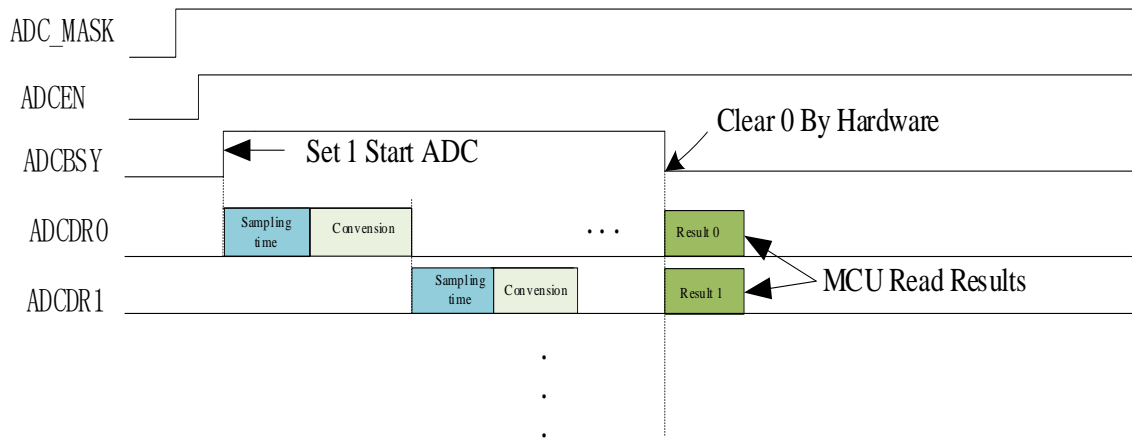 ADC_MASK
ADCEN
Clear 0 By Hardware
ADCBSY
Set 1 Start ADC
ADCDR0
Sampling
time
Convension
...
Result 0
MCU Read Results
ADCDR1
Sampling
time
Convension
Result 1